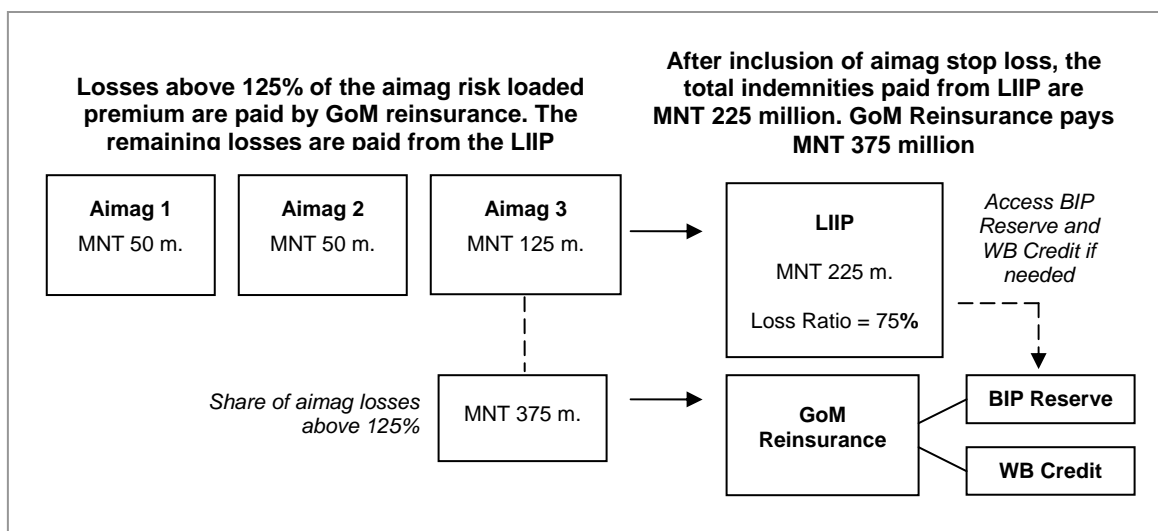 Losses above 125% of the aimag risk loaded
premium are paid by GoM reinsurance. The
remaining losses are paid from the LIIP
After inclusion of aimag stop loss, the
total indemnities paid from LIIP are
MNT 225 million. GoM Reinsurance pays
MNT 375 million
Aimag 1
MNT 50 m.
Aimag 2
MNT 50 m.
Aimag 3
MNT 125 m.
LIIP
MNT 225 m.
Loss Ratio = 75%
Access BIP
Reserve and
WB Credit if
needed
Share of aimag losses
above 125%
MNT 375 m.
GoM
Reinsurance
BIP Reserve
WB Credit